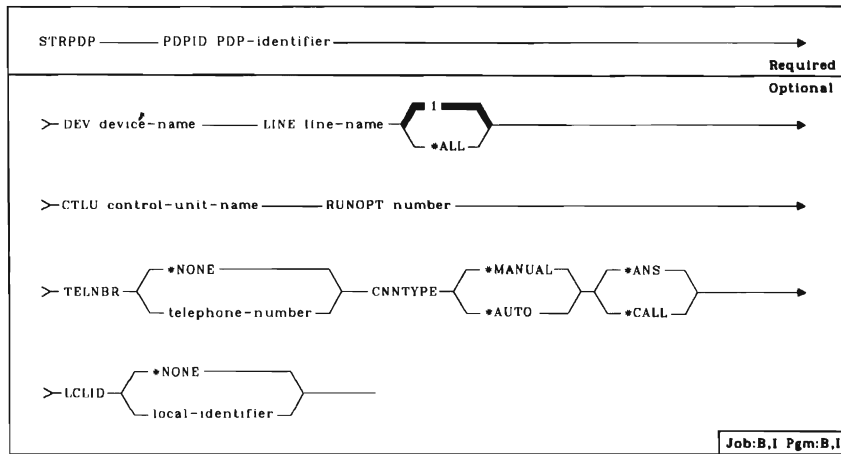 STRPDP PDPID PDP-identifier
Required
Optional
1
DEV device-name LINE line-name
*ALL
CTLU control-unit-name RUNOPT number
*NONE *MANUAL *ANS
TELNBR CNNTYPE
telephone-number *AUTO *CALL
*NONE
LCLID
local-identifier
Job:B,I Pgm:B,I